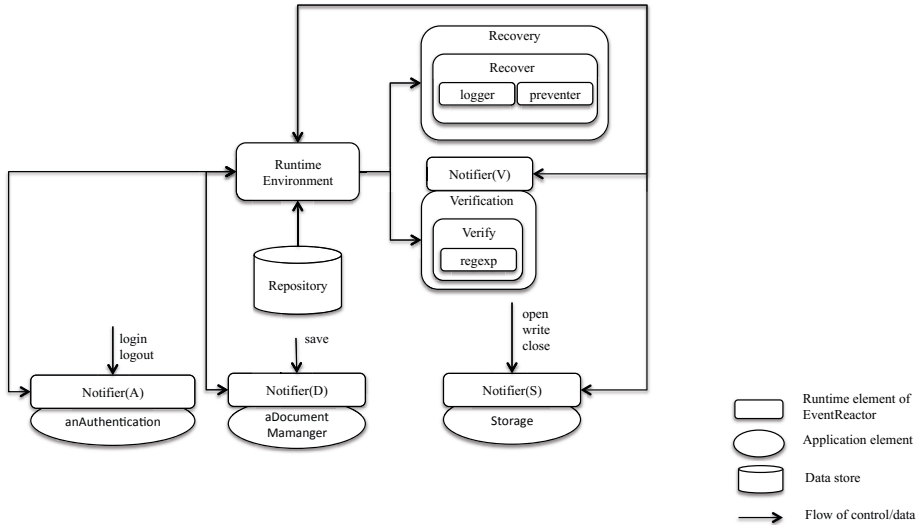 Recovery
Recover
logger
preventer
Runtime
Environment
Notifier(V)
Verification
Verify
regexp
Repository
open
write
close
login
logout
save
Notifier(A)
Notifier(D)
Notifier(S)
anAuthentication
aDocument
Mamanger
Storage
Runtime element of
EventReactor
Application element
Data store
Flow of control/data